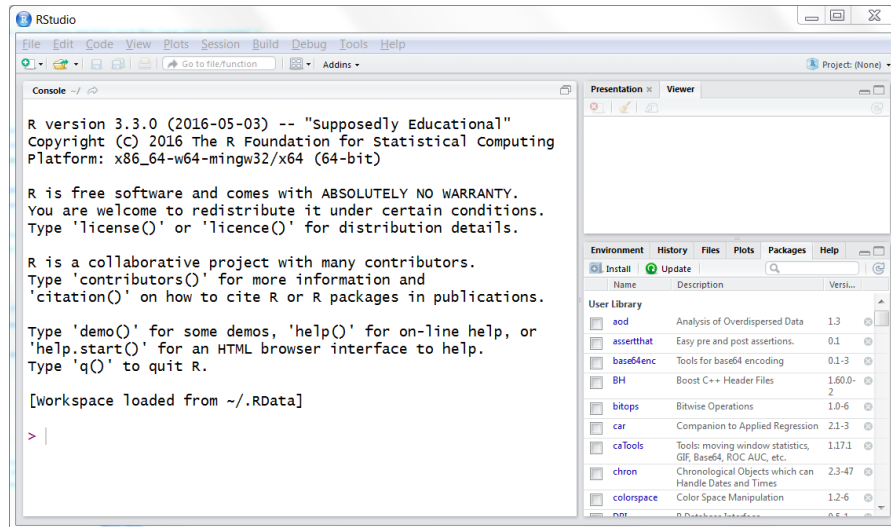 RStudio
File Edit Code View Plots Session Build Debug Tools Help
Go to file/function Addins Project: (None)
Console ~/
R version 3.3.0 (2016-05-03) -- "Supposedly Educational"
Copyright (C) 2016 The R Foundation for Statistical Computing
Platform: x86_64-w64-mingw32/x64 (64-bit)
R is free software and comes with ABSOLUTELY NO WARRANTY.
You are welcome to redistribute it under certain conditions.
Type 'license()' or 'licence()' for distribution details.
R is a collaborative project with many contributors.
Type 'contributors()' for more information and
'citation()' on how to cite R or R packages in publications.
Type 'demo()' for some demos, 'help()' for on-line help, or
'help.start()' for an HTML browser interface to help.
Type 'q()' to quit R.
[Workspace loaded from ~/.RData]
>
Presentation Viewer
Environment History Files Plots Packages Help
Install Update
Name Description Versi...
User Library
aod Analysis of Overdispersed Data 1.3
assertthat Easy pre and post assertions. 0.1
base64enc Tools for base64 encoding 0.1-3
BH Boost C++ Header Files 1.60.0-
2
bitops Bitwise Operations 1.0-6
car Companion to Applied Regression 2.1-3
caTools Tools: moving window statistics, 1.17.1
GIF, Base64, ROC AUC, etc.
chron Chronological Objects which can 2.3-47
Handle Dates and Times
colorspace Color Space Manipulation 1.2-6